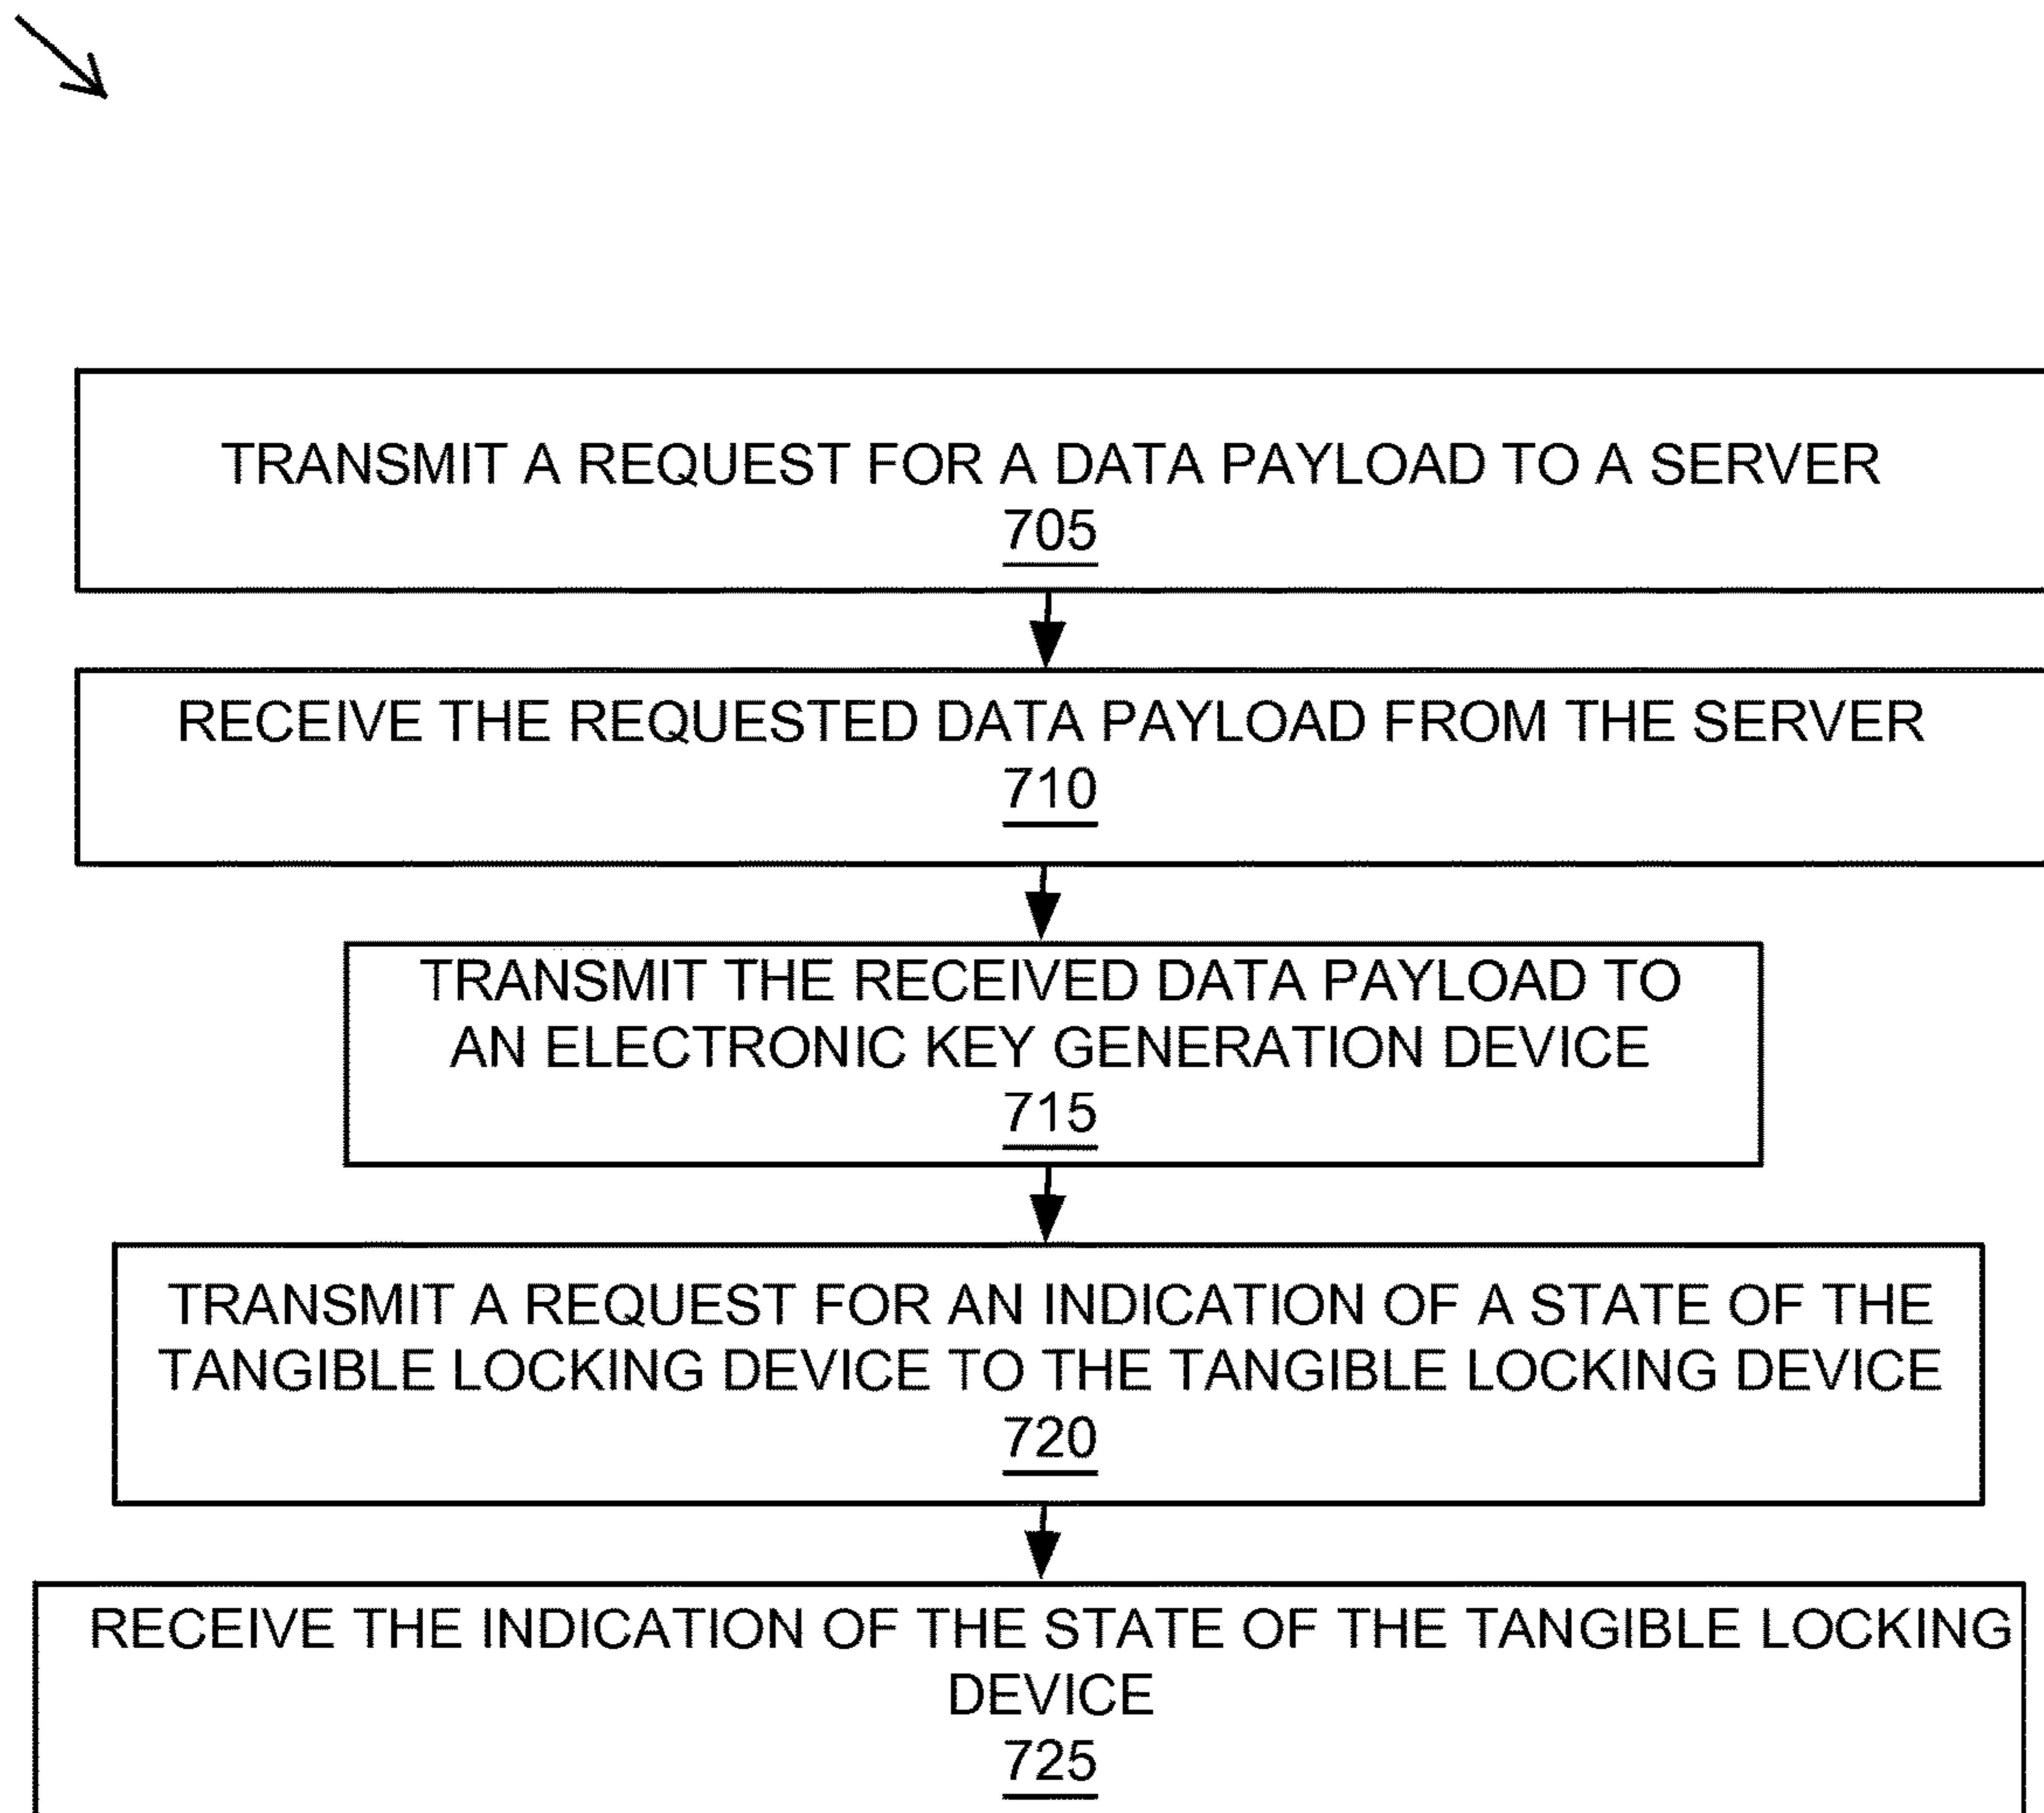 TRANSMIT A REQUEST FOR A DATA PAYLOAD TO A SERVER
705
RECEIVE THE REQUESTED DATA PAYLOAD FROM THE SERVER
710
TRANSMIT THE RECEIVED DATA PAYLOAD TO
AN ELECTRONIC KEY GENERATION DEVICE
715
TRANSMIT A REQUEST FOR AN INDICATION OF A STATE OF THE
TANGIBLE LOCKING DEVICE TO THE TANGIBLE LOCKING DEVICE
720
RECEIVE THE INDICATION OF THE STATE OF THE TANGIBLE LOCKING
DEVICE
725